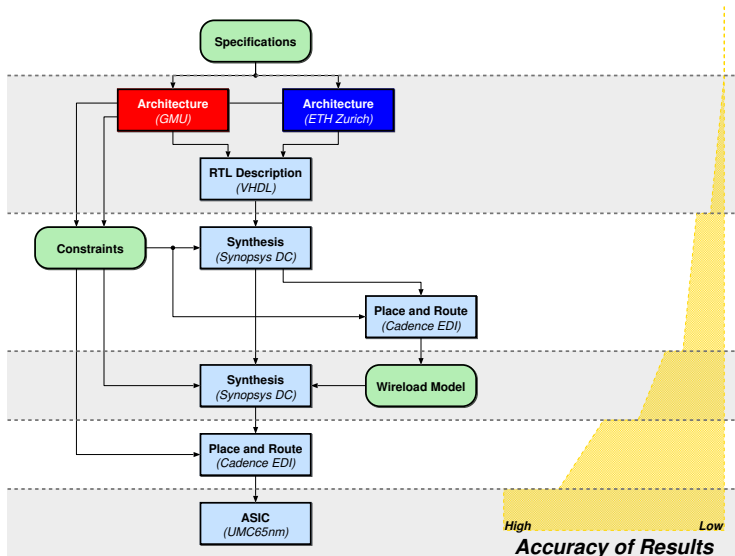 Specifications
Architecture
(GMU)
Architecture
(ETH Zurich)
RTL Description
(VHDL)
Constraints
Synthesis
(Synopsys DC)
Place and Route
(Cadence EDI)
Synthesis
(Synopsys DC)
Wireload Model
Place and Route
(Cadence EDI)
ASIC
(UMC65nm)
High
Low
Accuracy of Results